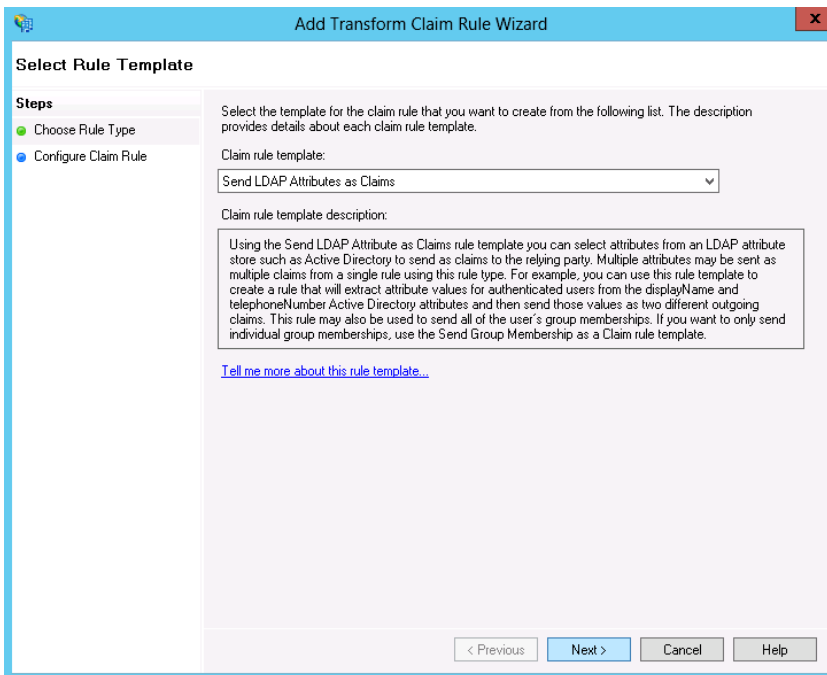 Add Transform Claim Rule Wizard
x
Select Rule Template
Steps
Choose Rule Type
Configure Claim Rule
Select the template for the claim rule that you want to create from the following list. The description
provides details about each claim rule template.
Claim rule template:
Send LDAP Attributes as Claims
Claim rule template description:
Using the Send LDAP Attribute as Claims rule template you can select attributes from an LDAP attribute
store such as Active Directory to send as claims to the relying party. Multiple attributes may be sent as
multiple claims from a single rule using this rule type. For example, you can use this rule template to
create a rule that will extract attribute values for authenticated users from the displayName and
telephoneNumber Active Directory attributes and then send those values as two different outgoing
claims. This rule may also be used to send all of the user´s group memberships. If you want to only send
individual group memberships, use the Send Group Membership as a Claim rule template.
Tell me more about this rule template...
< Previous
Next >
Cancel
Help